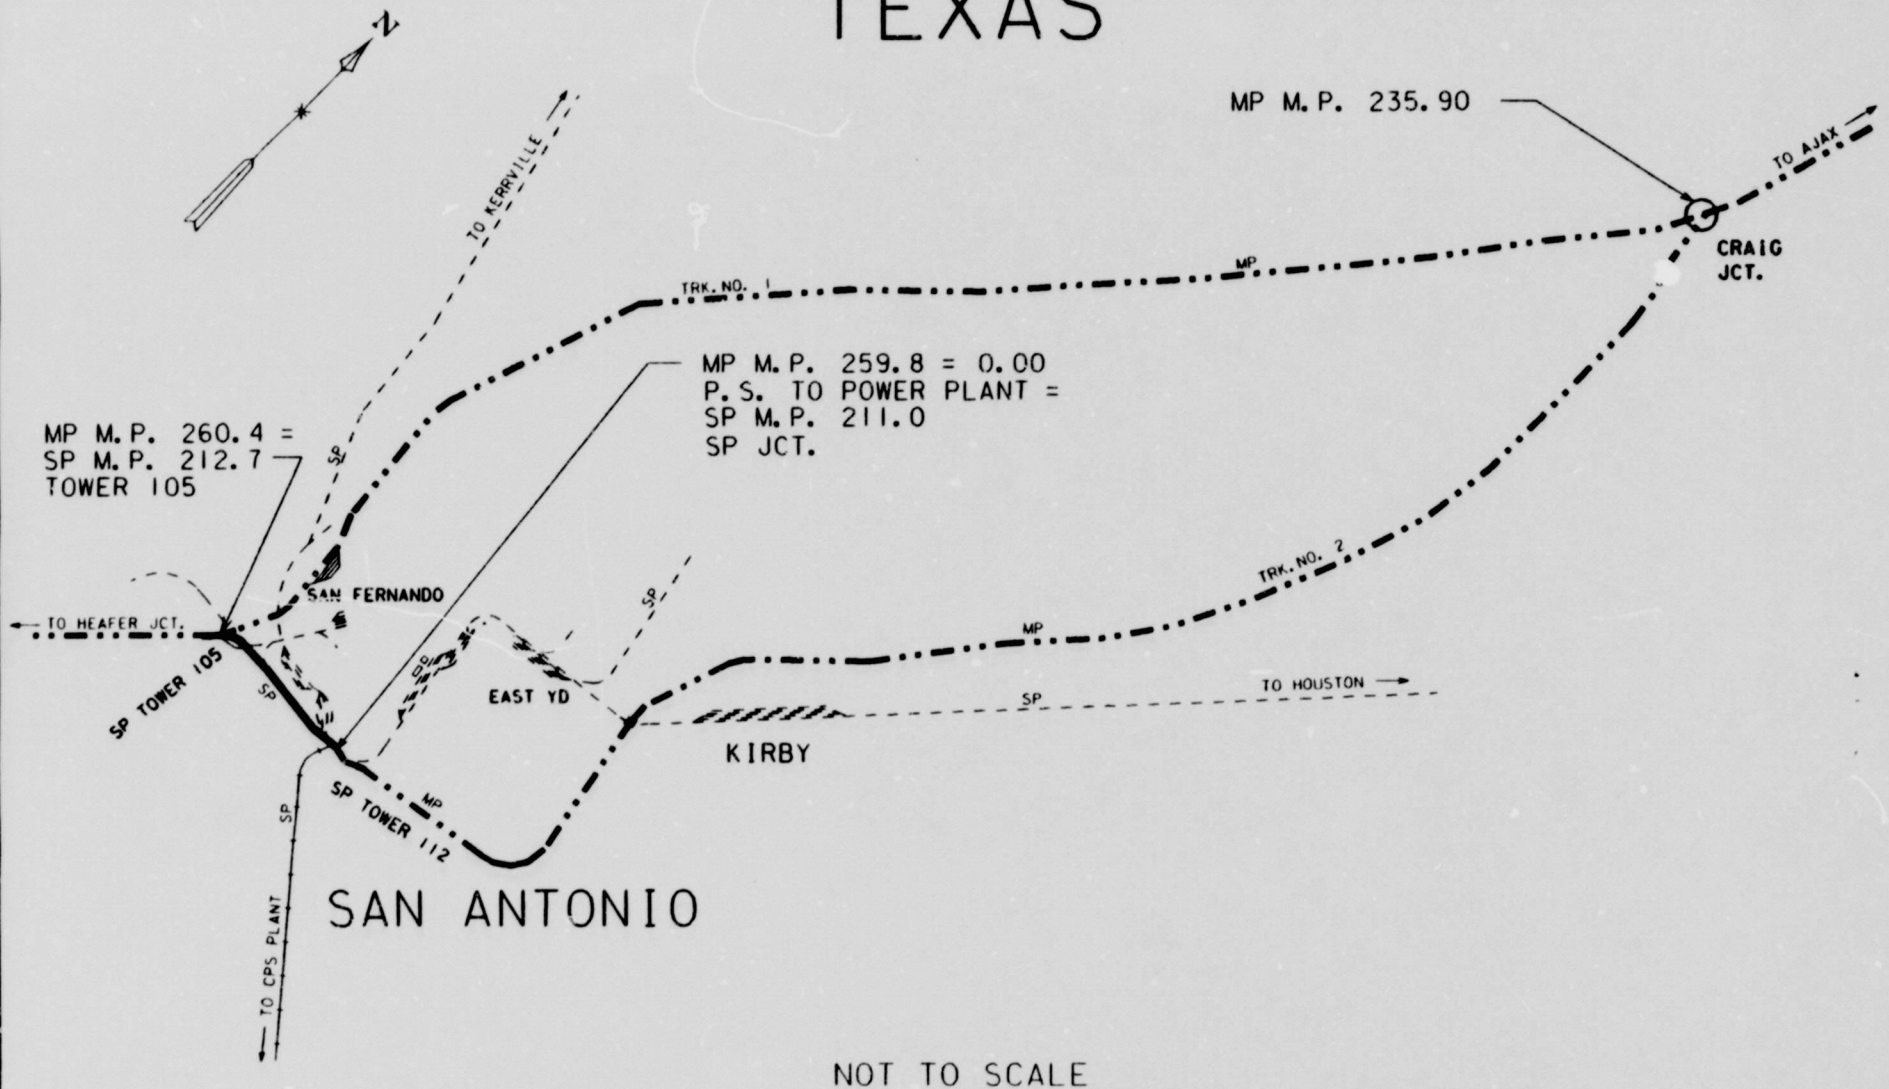 TEXAS
N
MP M.P. 235.90
TO AJAX
TO KERRVILLE
CRAIG
JCT.
MP
TRK. NO. 1
MP M.P. 259.8 = 0.00
P.S. TO POWER PLANT =
SP M.P. 211.0
SP JCT.
MP M.P. 260.4 =
SP M.P. 212.7
TOWER 105
SP
TRK. NO. 2
SAN FERNANDO
SP
TO HEAFER JCT.
MP
SP TOWER 105
SP
EAST YD
TO HOUSTON
SP
KIRBY
SP TOWER 112
MP
SP
SAN ANTONIO
TO CPS PLANT
NOT TO SCALE